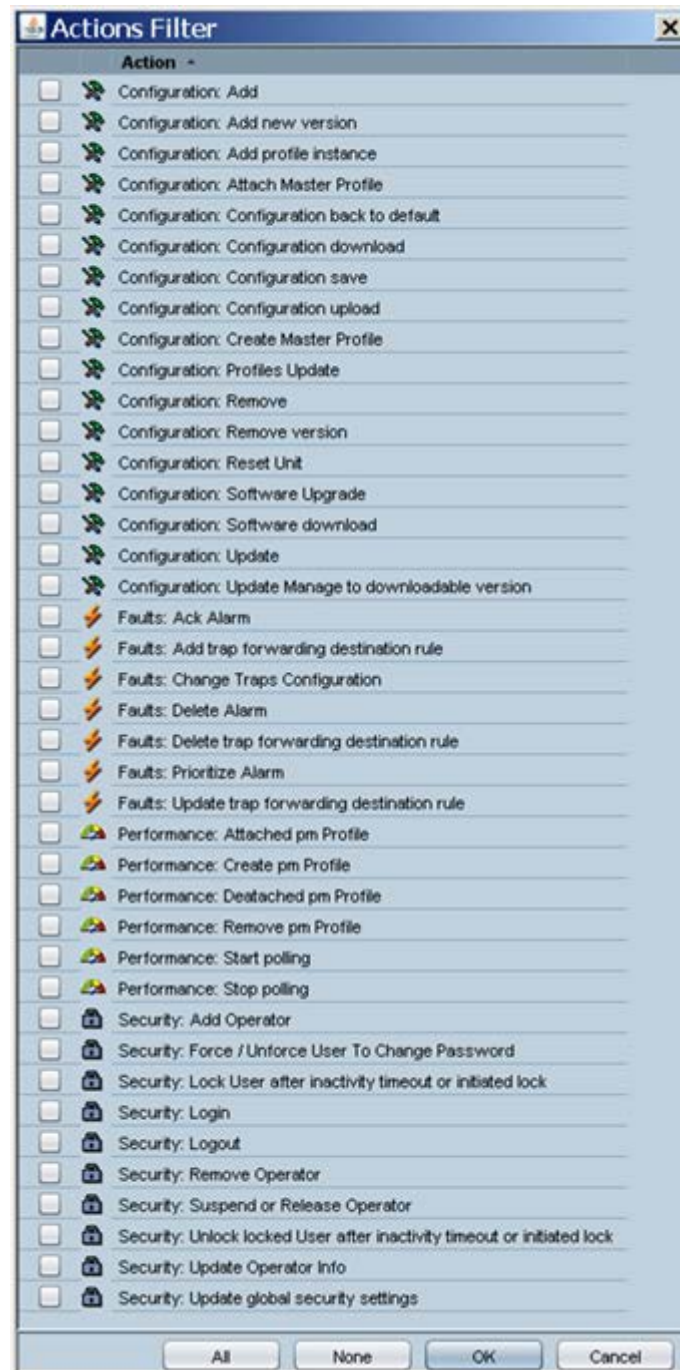 Actions Filter
Action
Configuration: Add
Configuration: Add new version
Configuration: Add profile instance
Configuration: Attach Master Profile
Configuration: Configuration back to default
Configuration: Configuration download
Configuration: Configuration save
Configuration: Configuration upload
Configuration: Create Master Profile
Configuration: Profiles Update
Configuration: Remove
Configuration: Remove version
Configuration: Reset Unit
Configuration: Software Upgrade
Configuration: Software download
Configuration: Update
Configuration: Update Manage to downloadable version
Faults: Ack Alarm
Faults: Add trap forwarding destination rule
Faults: Change Traps Configuration
Faults: Delete Alarm
Faults: Delete trap forwarding destination rule
Faults: Prioritize Alarm
Faults: Update trap forwarding destination rule
Performance: Attached pm Profile
Performance: Create pm Profile
Performance: Deatached pm Profile
Performance: Remove pm Profile
Performance: Start polling
Performance: Stop polling
Security: Add Operator
Security: Force / Unforce User To Change Password
Security: Lock User after inactivity timeout or initiated lock
Security: Login
Security: Logout
Security: Remove Operator
Security: Suspend or Release Operator
Security: Unlock locked User after inactivity timeout or initiated lock
Security: Update Operator Info
Security: Update global security settings
All None OK Cancel